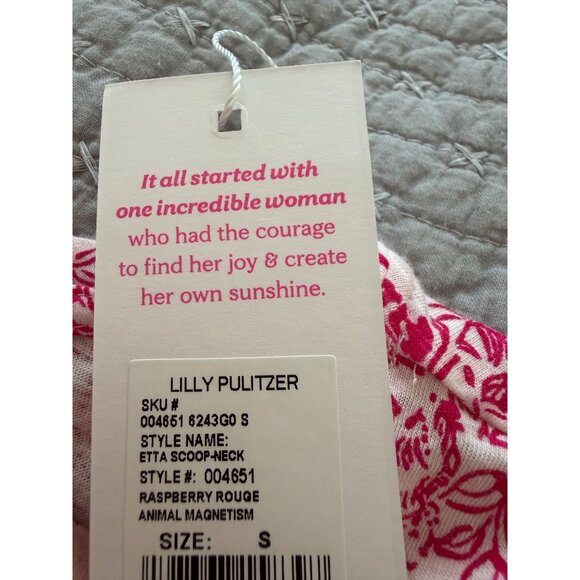 It all started with
one incredible woman
who had the courage
to find her joy & create
her own sunshine.
LILLY PULITZER
SKU #
004651 6243G0 S
STYLE NAME:
ETTA SCOOP-NECK
STYLE #: 004651
RASPBERRY ROUGE
ANIMAL MAGNETISM
SIZE: S